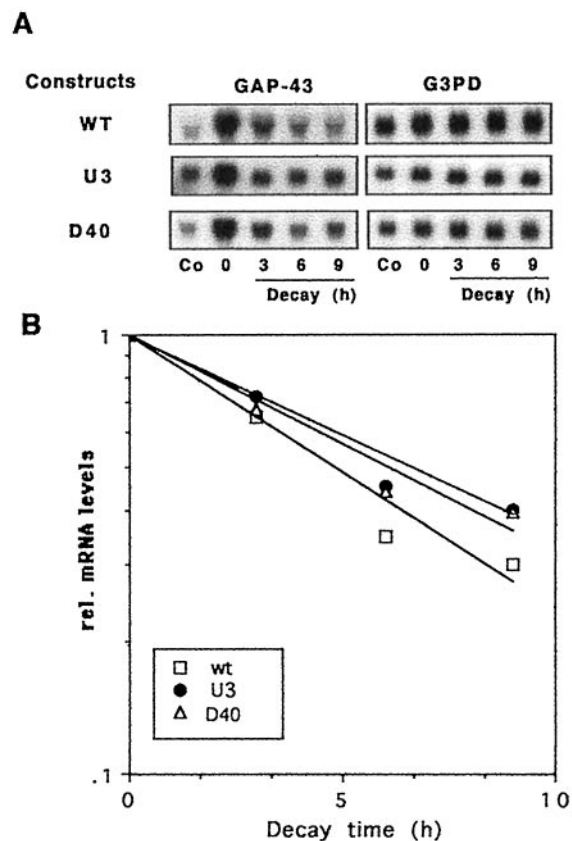 A
Constructs GAP-43 G3PD
WT
U3
D40
Co 0 3 6 9 Co 0 3 6 9
Decay (h) Decay (h)
B
1
rel. mRNA levels
wt
U3
D40
.1
0 5 10
Decay time (h)